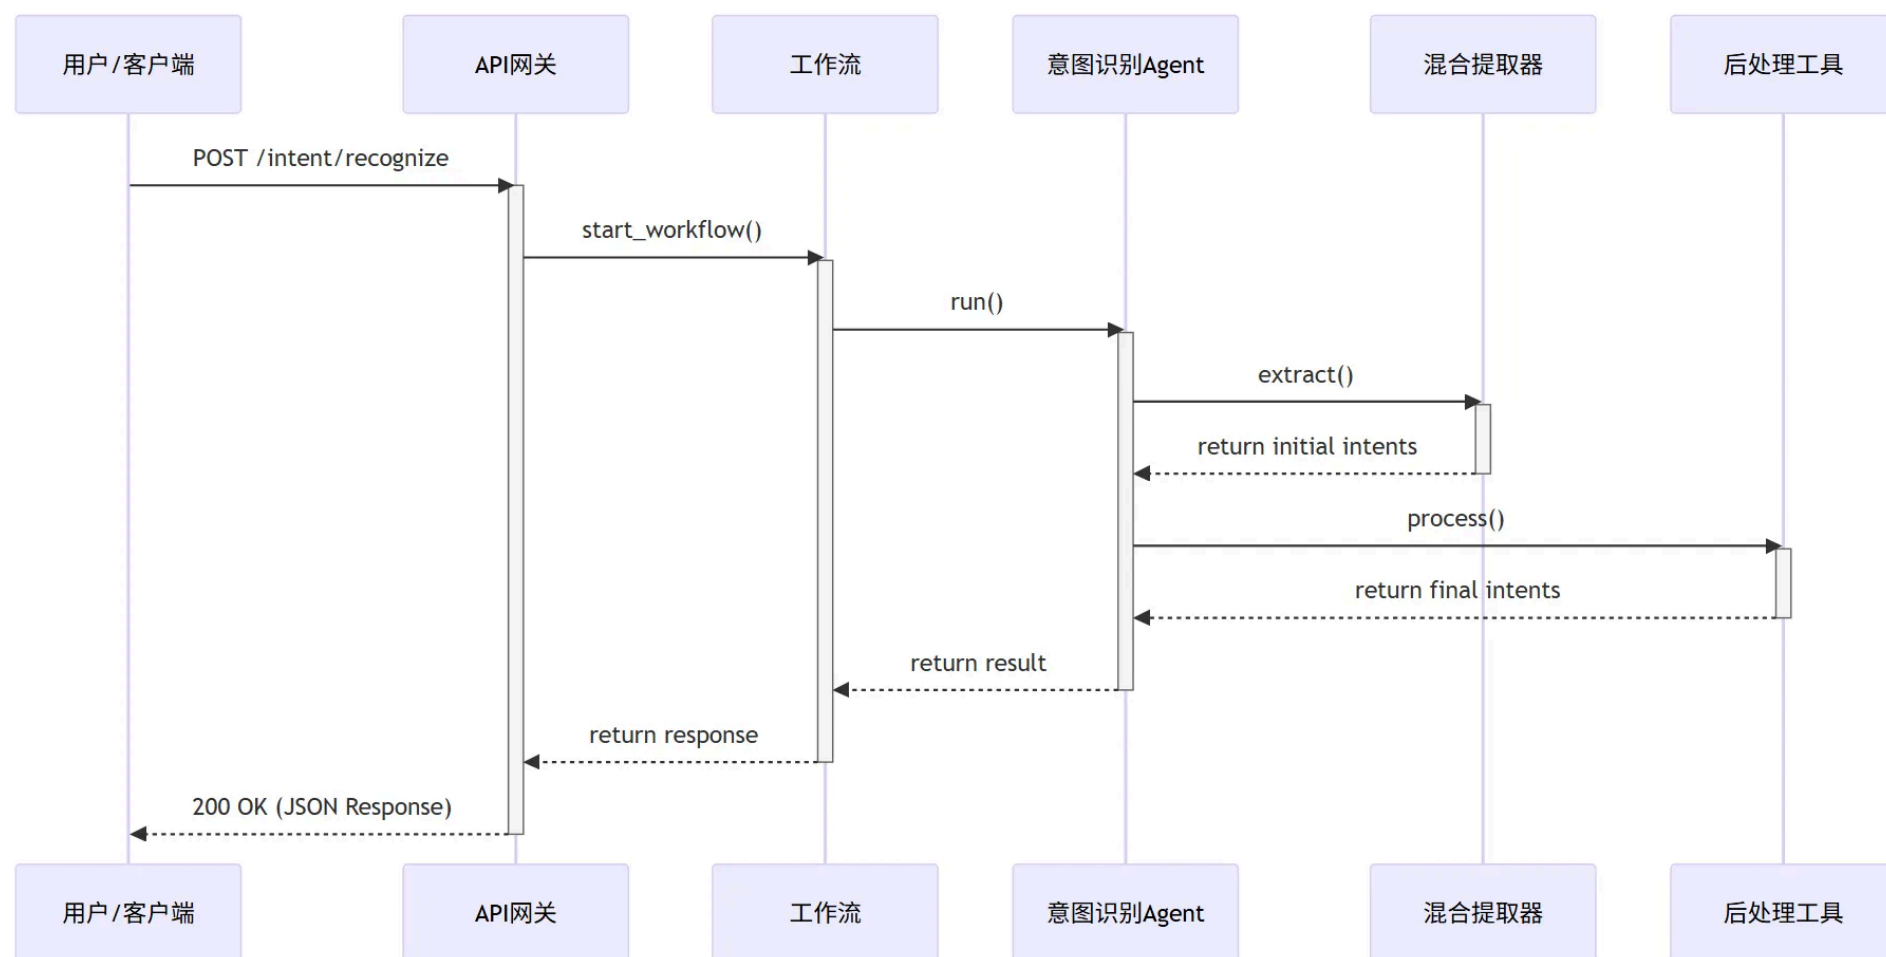 用户/客户端
API网关
工作流
意图识别Agent
混合提取器
后处理工具
POST /intent/recognize
start_workflow()
run()
extract()
return initial intents
process()
return final intents
return result
return response
200 OK (JSON Response)
用户/客户端
API网关
工作流
意图识别Agent
混合提取器
后处理工具